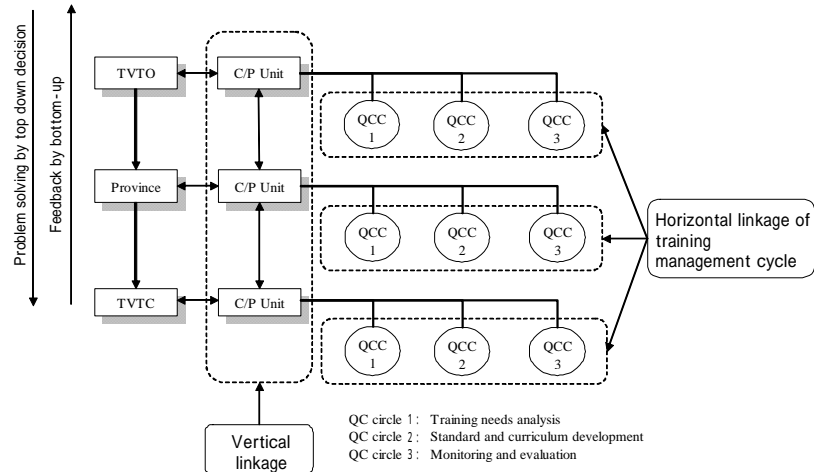 Problem solving by top down decision
Feedback by bottom-up
TVTO
C/P Unit
QCC
1
QCC
2
QCC
3
Province
C/P Unit
QCC
1
QCC
2
QCC
3
Horizontal linkage of
training
management cycle
TVTC
C/P Unit
QCC
1
QCC
2
QCC
3
Vertical
linkage
QC circle 1: Training needs analysis
QC circle 2: Standard and curriculum development
QC circle 3: Monitoring and evaluation